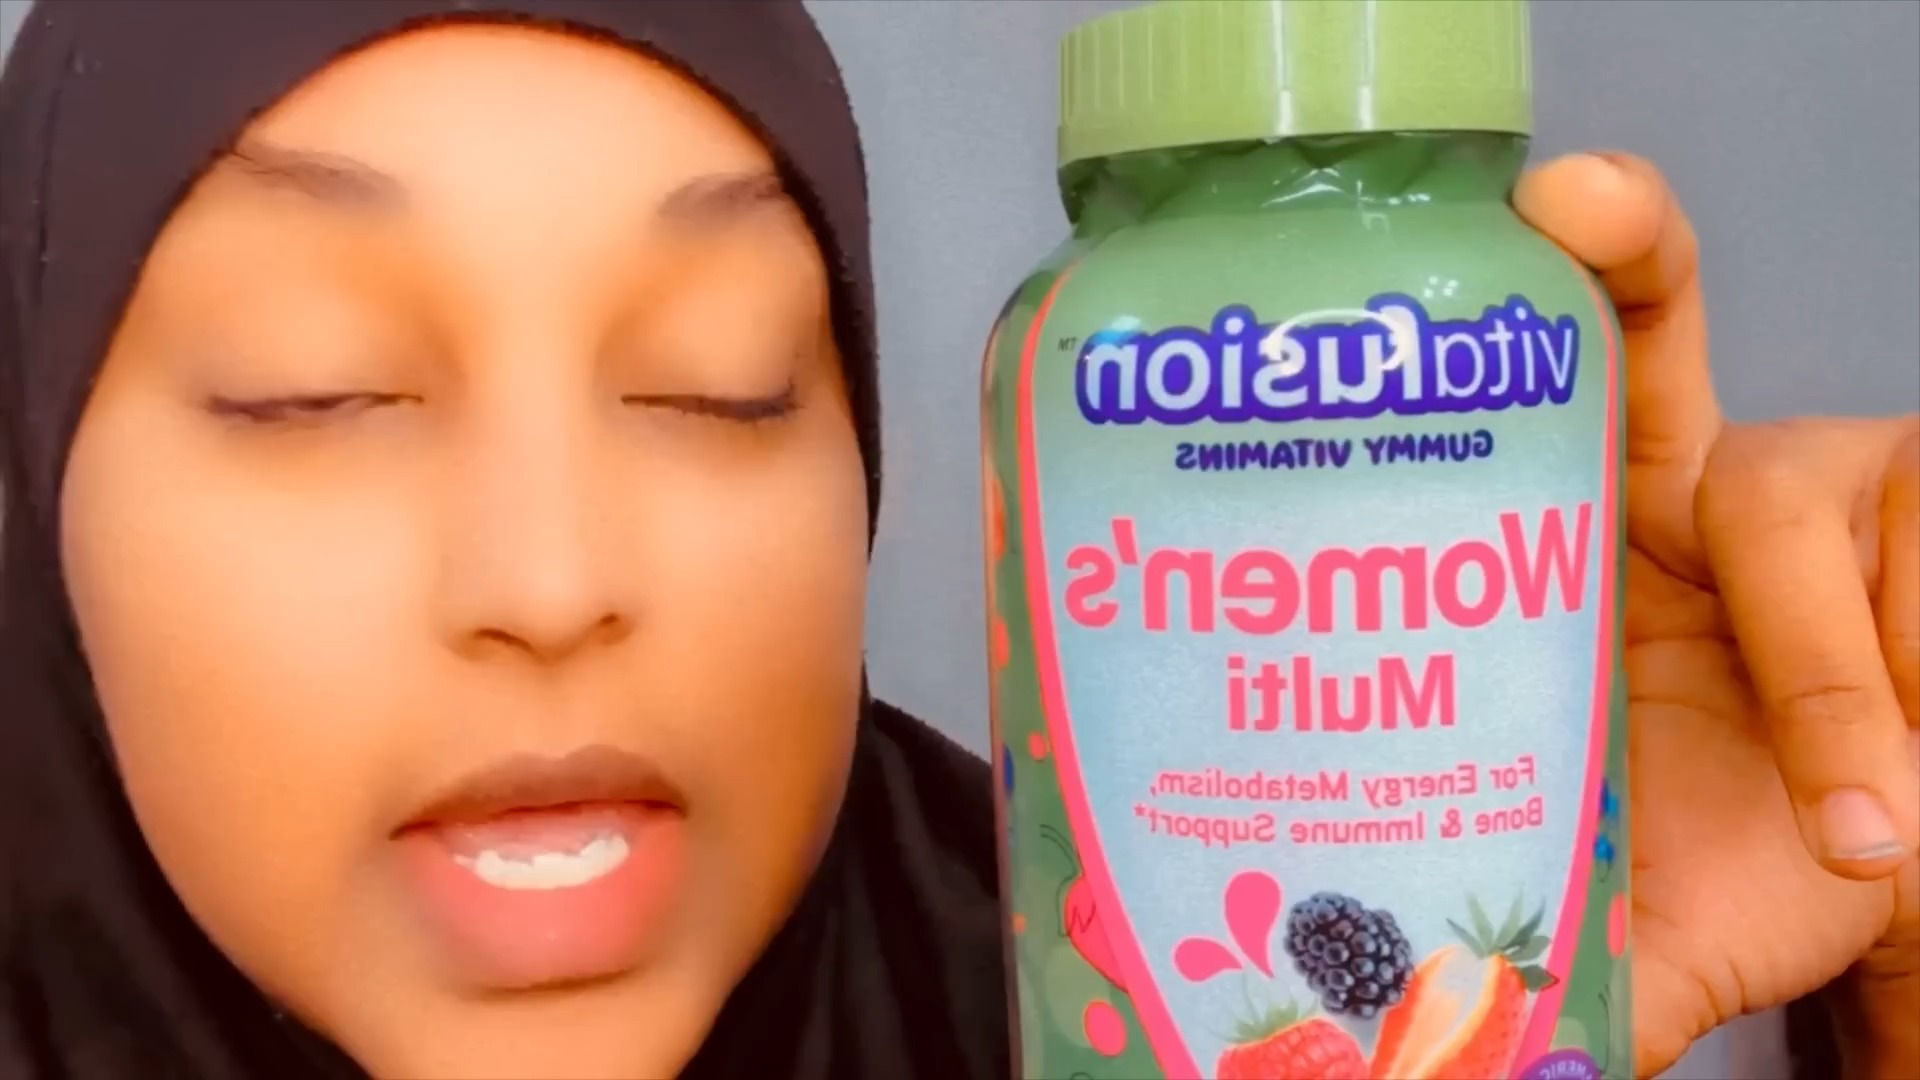 vitafusion™
GUMMY VITAMINS
Women's
Multi
For Energy Metabolism,
Bone & Immune Support*